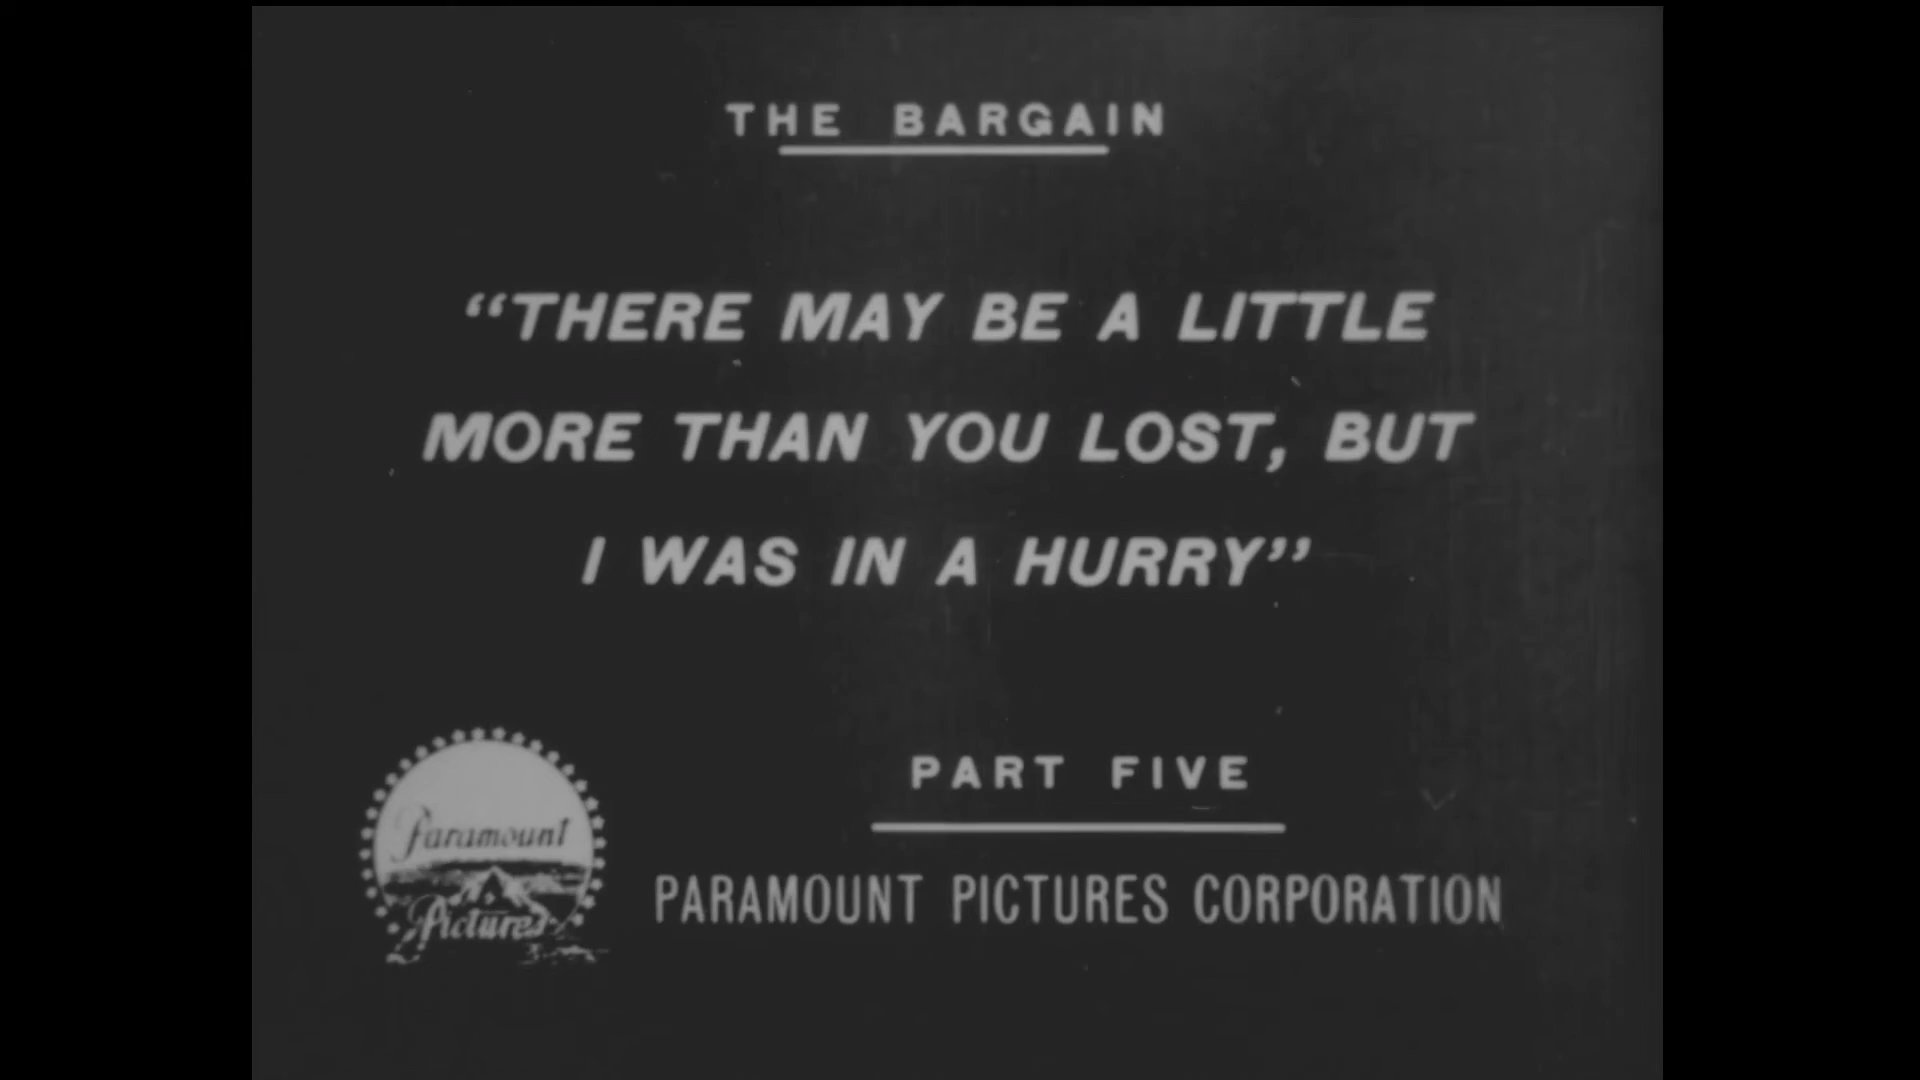 THE BARGAIN
"THERE MAY BE A LITTLE
MORE THAN YOU LOST, BUT
I WAS IN A HURRY"
PART FIVE
Paramount
Pictures
PARAMOUNT PICTURES CORPORATION